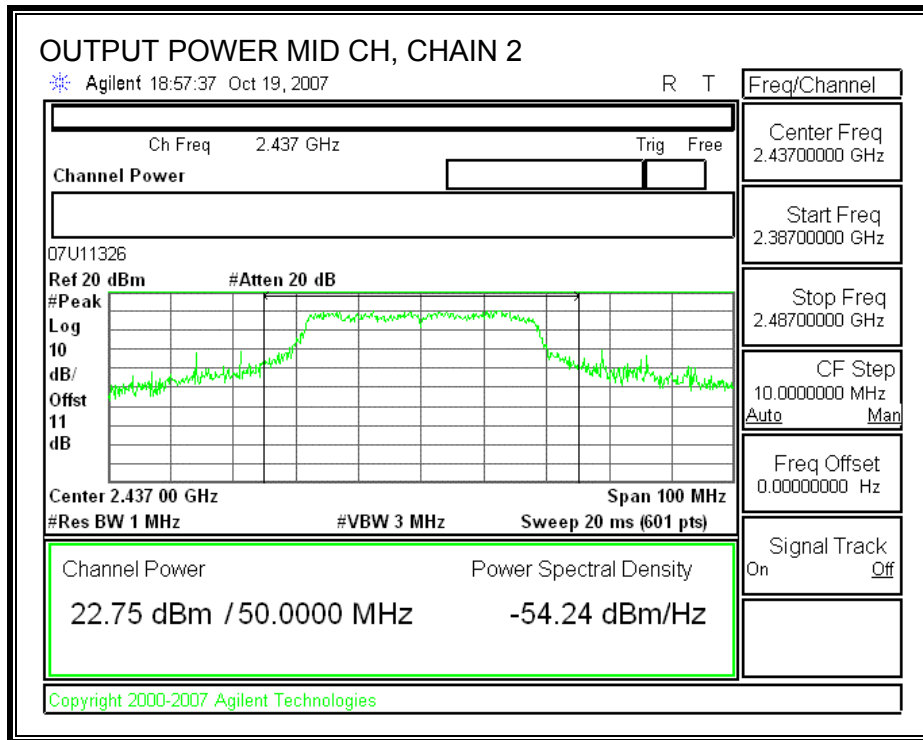 OUTPUT POWER MID CH, CHAIN 2
Agilent 18:57:37 Oct 19, 2007 R T
Freq/Channel
Ch Freq 2.437 GHz Trig Free
Channel Power
Center Freq
2.43700000 GHz
Start Freq
2.38700000 GHz
Stop Freq
2.48700000 GHz
CF Step
10.0000000 MHz
Auto Man
Freq Offset
0.00000000 Hz
Signal Track
On Off
07U11326
Ref 20 dBm #Atten 20 dB
#Peak
Log
10
dB/
Offst
11
dB
Center 2.437 00 GHz Span 100 MHz
#Res BW 1 MHz #VBW 3 MHz Sweep 20 ms (601 pts)
Channel Power Power Spectral Density
22.75 dBm / 50.0000 MHz -54.24 dBm/Hz
Copyright 2000-2007 Agilent Technologies